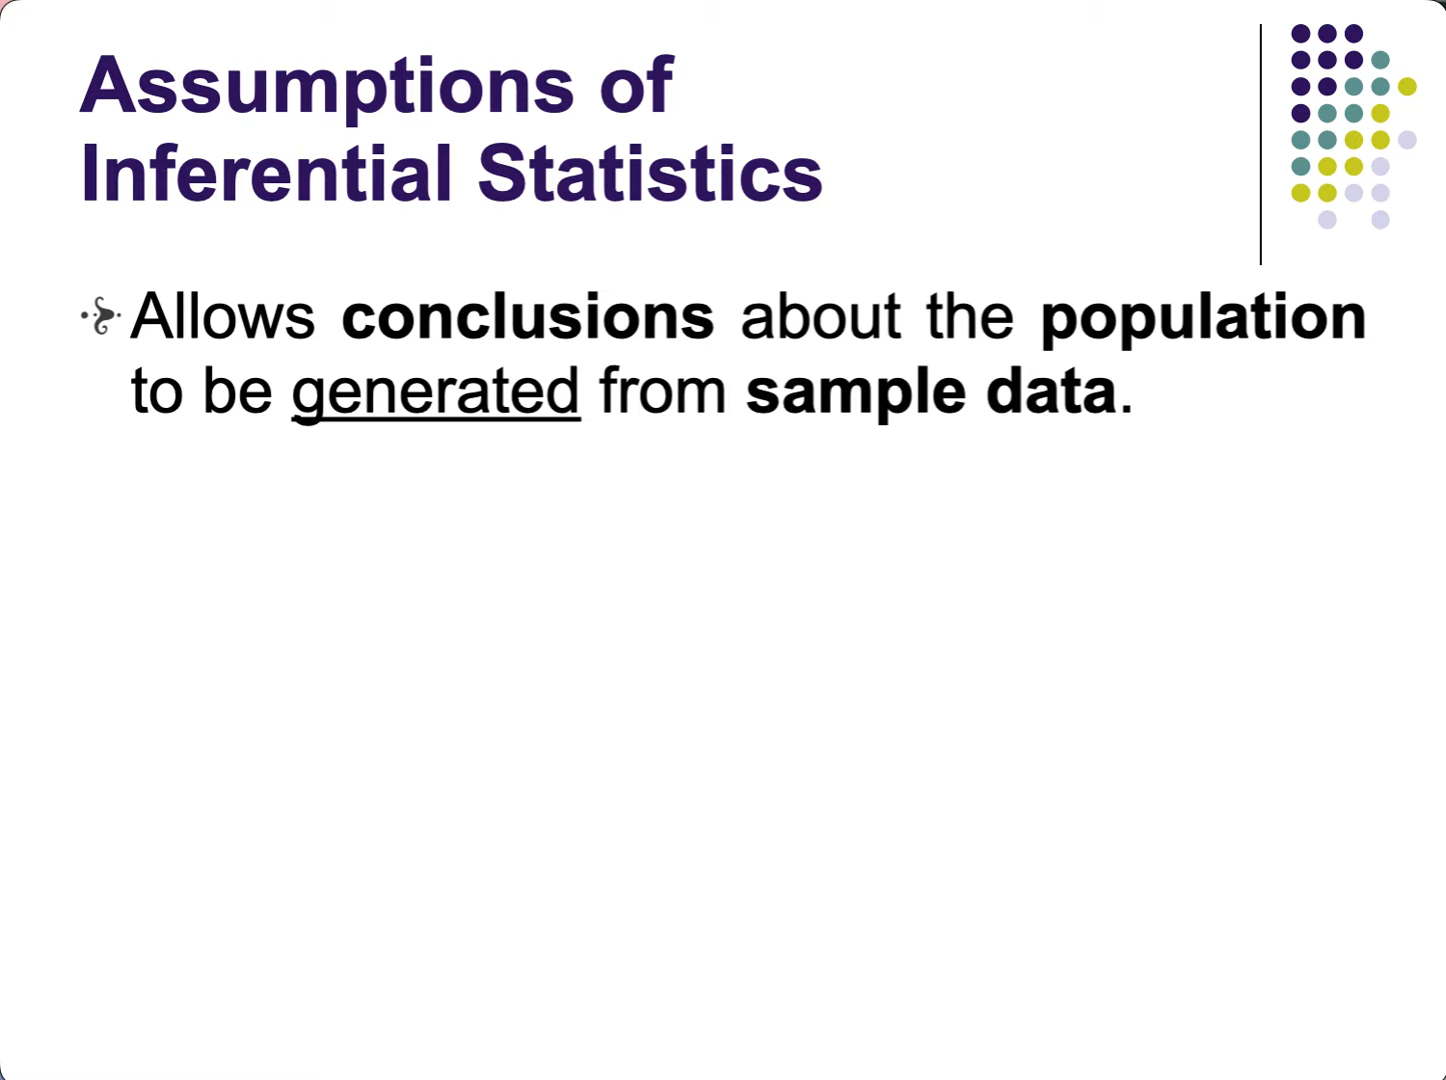 Assumptions of
Inferential Statistics
Allows conclusions about the population
to be generated from sample data.